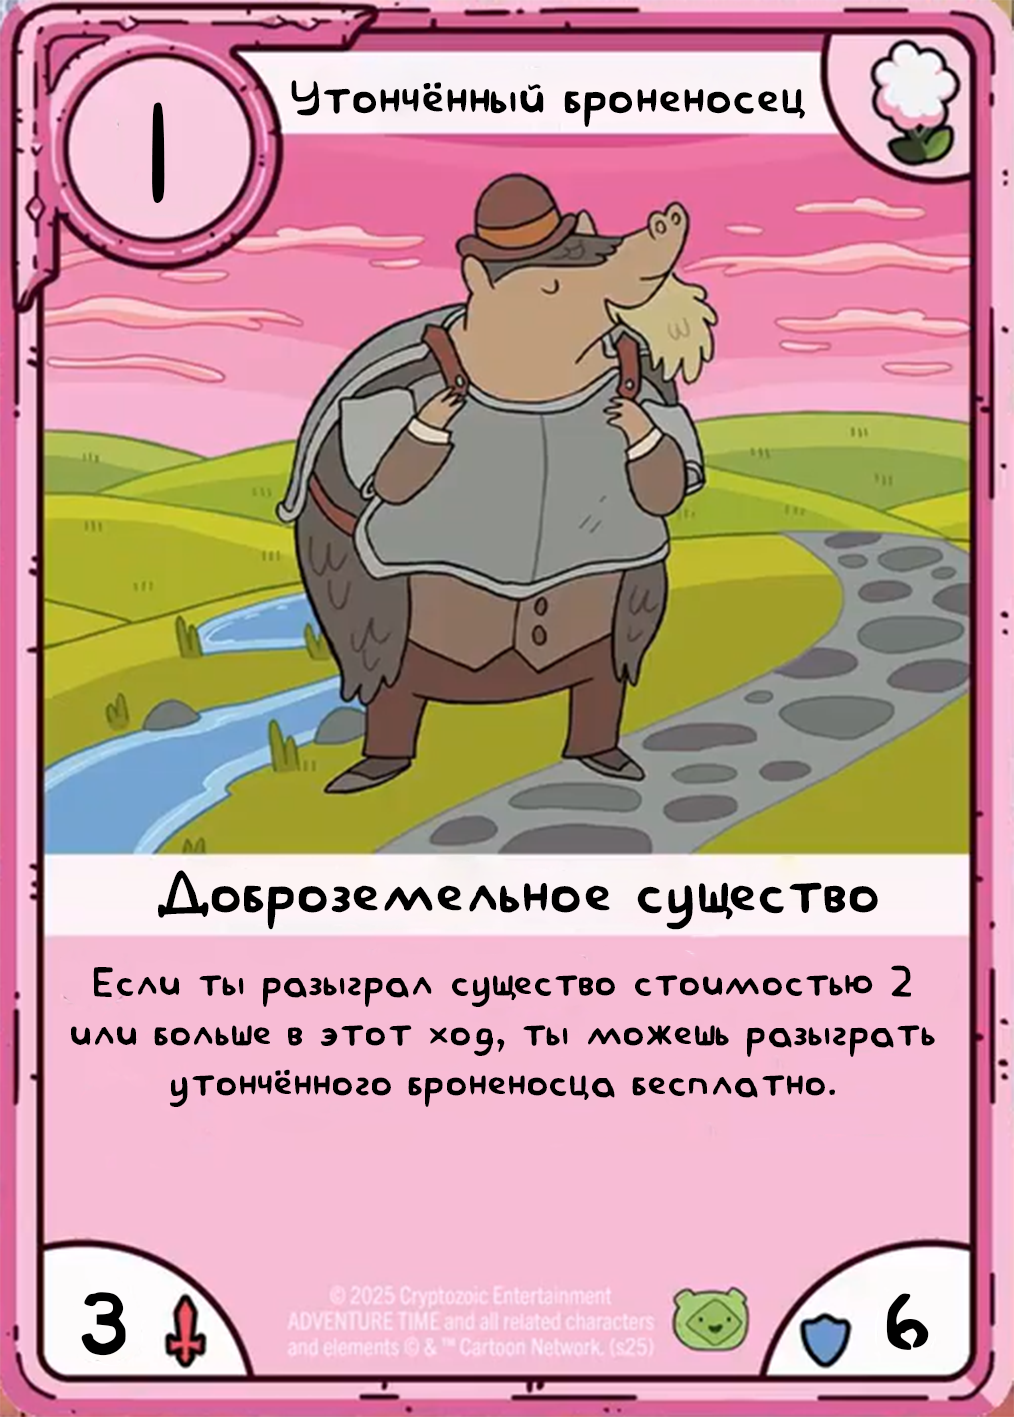 1
Утончённый броненосец
Доброземельное существо
Если ты разыграл существо стоимостью 2
или больше в этот ход, ты можешь разыграть
утончённого броненосца бесплатно.
3
© 2025 Cryptozoic Entertainment
ADVENTURE TIME and all related characters
and elements © & ™ Cartoon Network. (s25)
6